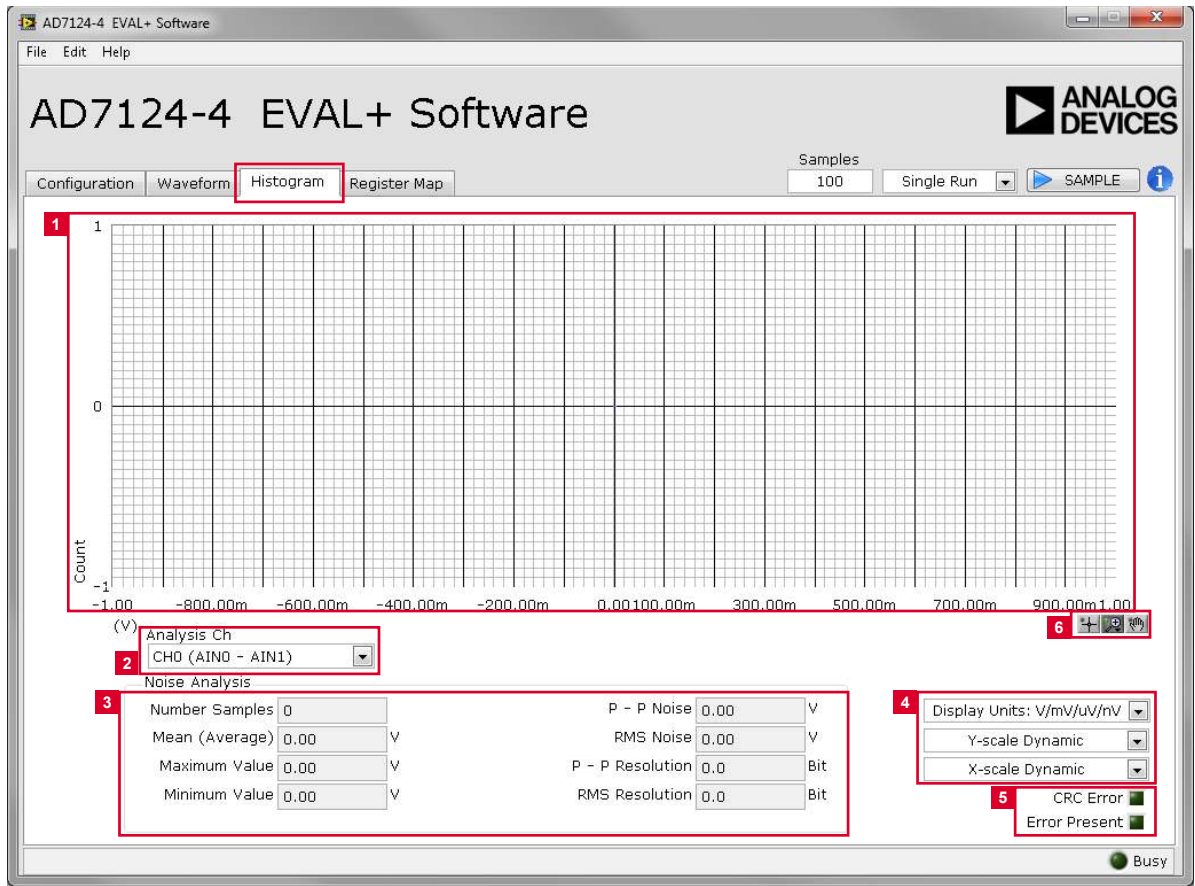 AD7124-4 EVAL+ Software
File Edit Help
AD7124-4 EVAL+ Software
ANALOG
DEVICES
Samples
Configuration Waveform Histogram Register Map 100 Single Run SAMPLE i
1
1
0
Count
-1
-1.00 -800.00m -600.00m -400.00m -200.00m 0.00 100.00m 300.00m 500.00m 700.00m 900.00m 1.00
(V)
6
Analysis Ch
2 CH0 (AIN0 - AIN1)
Noise Analysis
3 Number Samples 0 P - P Noise 0.00 V
Mean (Average) 0.00 V RMS Noise 0.00 V
Maximum Value 0.00 V P - P Resolution 0.0 Bit
Minimum Value 0.00 V RMS Resolution 0.0 Bit
4 Display Units: V/mV/uV/nV
Y-scale Dynamic
X-scale Dynamic
5 CRC Error
Error Present
Busy